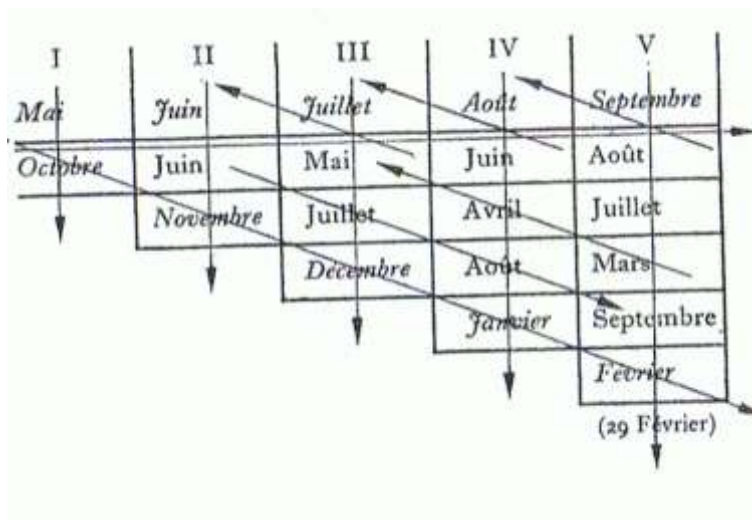 I II III IV V
Mai Juin Juillet Août Septembre
Octobre Juin Mai Juin Août
Novembre Juillet Avril Juillet
Décembre Août Mars
Janvier Septembre
Février
(29 Février)